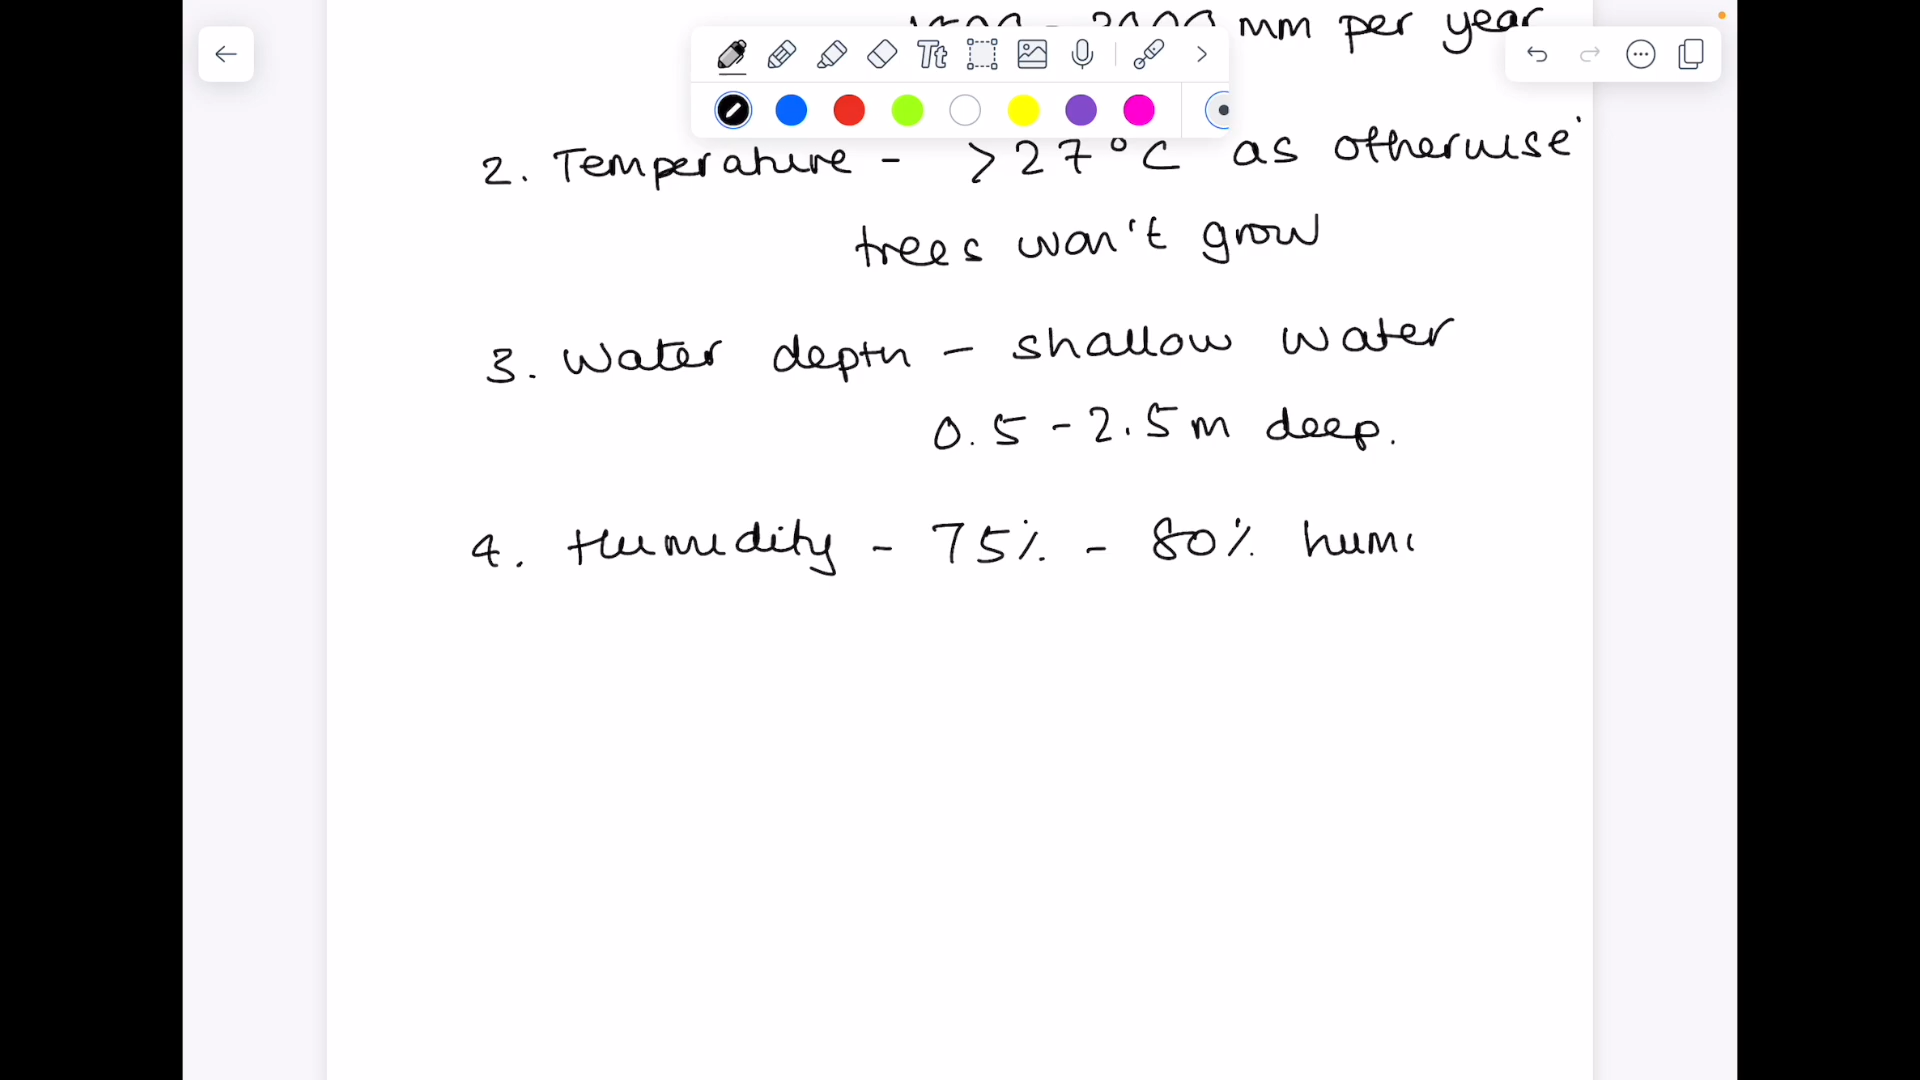 mm per year
Tt
2. Temperature - >27°C as otherwise
trees won't grow
3. Water depth - shallow water
0.5 - 2.5m deep.
4. Humidity - 75% - 80% humi